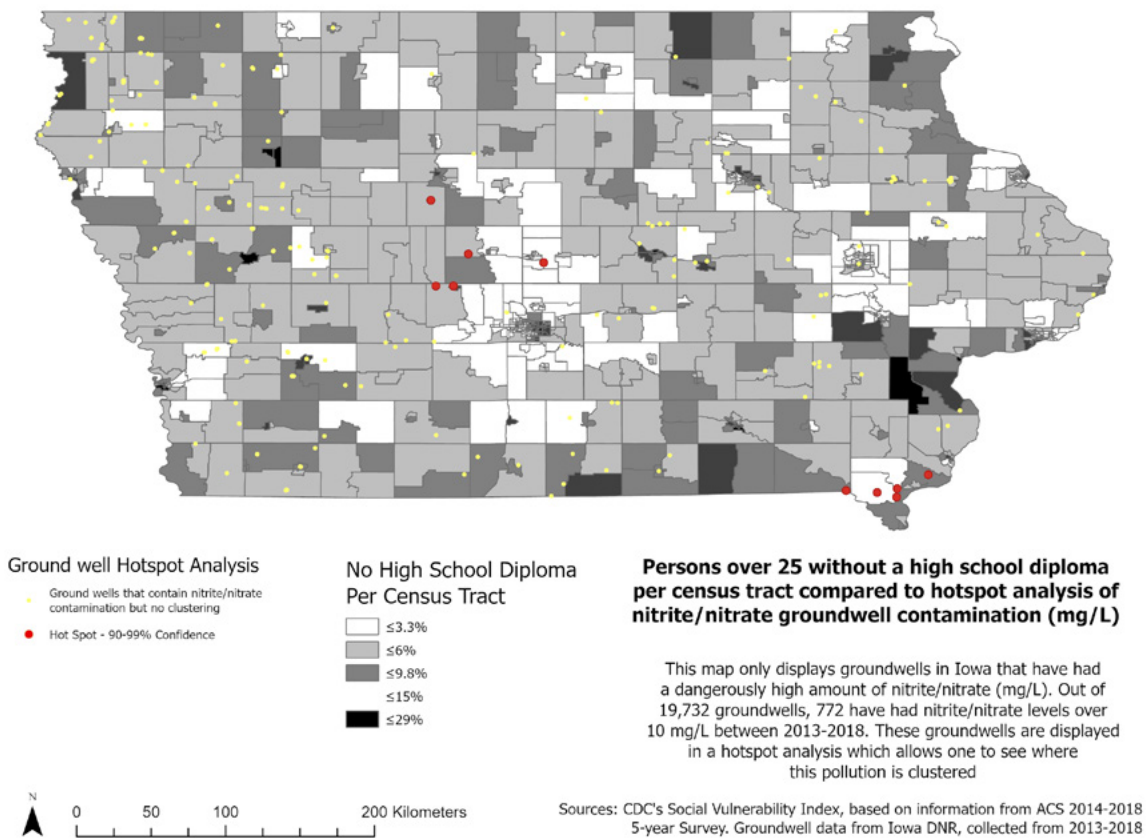 Ground well Hotspot Analysis
Ground wells that contain nitrite/nitrate
contamination but no clustering
Hot Spot - 90-99% Confidence
No High School Diploma
Per Census Tract
≤3.3%
≤6%
≤9.8%
≤15%
≤29%
Persons over 25 without a high school diploma
per census tract compared to hotspot analysis of
nitrite/nitrate groundwell contamination (mg/L)
This map only displays groundwells in Iowa that have had
a dangerously high amount of nitrite/nitrate (mg/L). Out of
19,732 groundwells, 772 have had nitrite/nitrate levels over
10 mg/L between 2013-2018. These groundwells are displayed
in a hotspot analysis which allows one to see where
this pollution is clustered
N
0 50 100 200 Kilometers
Sources: CDC's Social Vulnerability Index, based on information from ACS 2014-2018
5-year Survey. Groundwell data from Iowa DNR, collected from 2013-2018